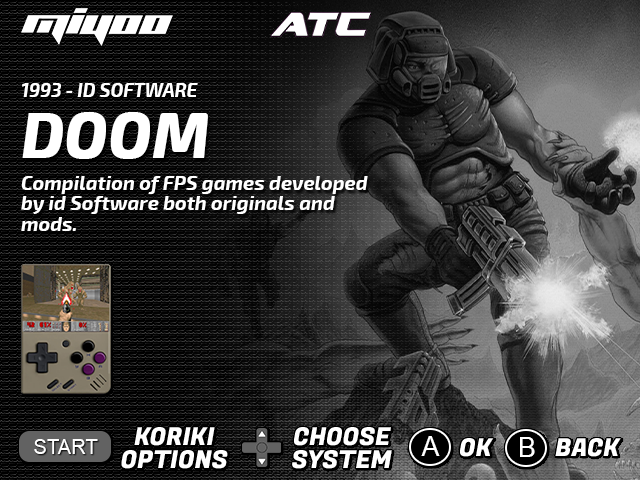 miyoo
ATC
1993 - ID SOFTWARE
DOOM
Compilation of FPS games developed
by id Software both originals and
mods.
START
KORIKI
OPTIONS
CHOOSE
SYSTEM
A
OK
B
BACK